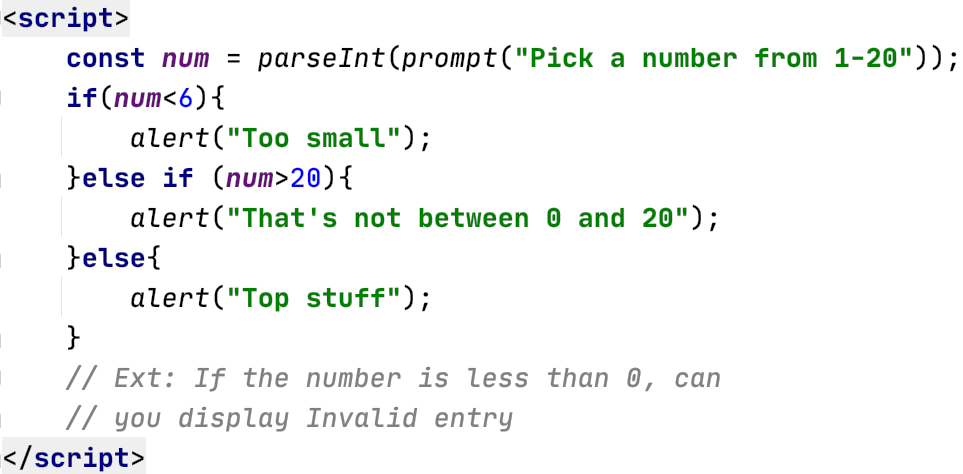 <script>
const num = parseInt(prompt("Pick a number from 1-20"));
if(num<6){
alert("Too small");
}else if (num>20){
alert("That's not between 0 and 20");
}else{
alert("Top stuff");
}
// Ext: If the number is less than 0, can
// you display Invalid entry
</script>